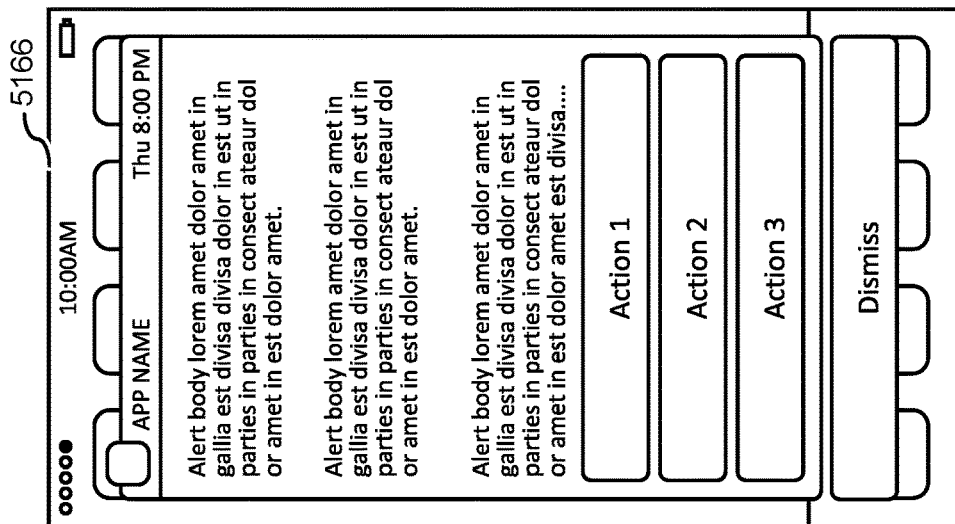 5166
10:00AM
APP NAME
Thu 8:00 PM
Alert body lorem amet dolor amet in
gallia est divisa divisa dolor in est ut in
parties in parties in consect ateaur dol
or amet in est dolor amet.
Alert body lorem amet dolor amet in
gallia est divisa divisa dolor in est ut in
parties in parties in consect ateaur dol
or amet in est dolor amet.
Alert body lorem amet dolor amet in
gallia est divisa divisa dolor in est ut in
parties in parties in consect ateaur dol
or amet in est dolor amet est divisa....
Action 1
Action 2
Action 3
Dismiss